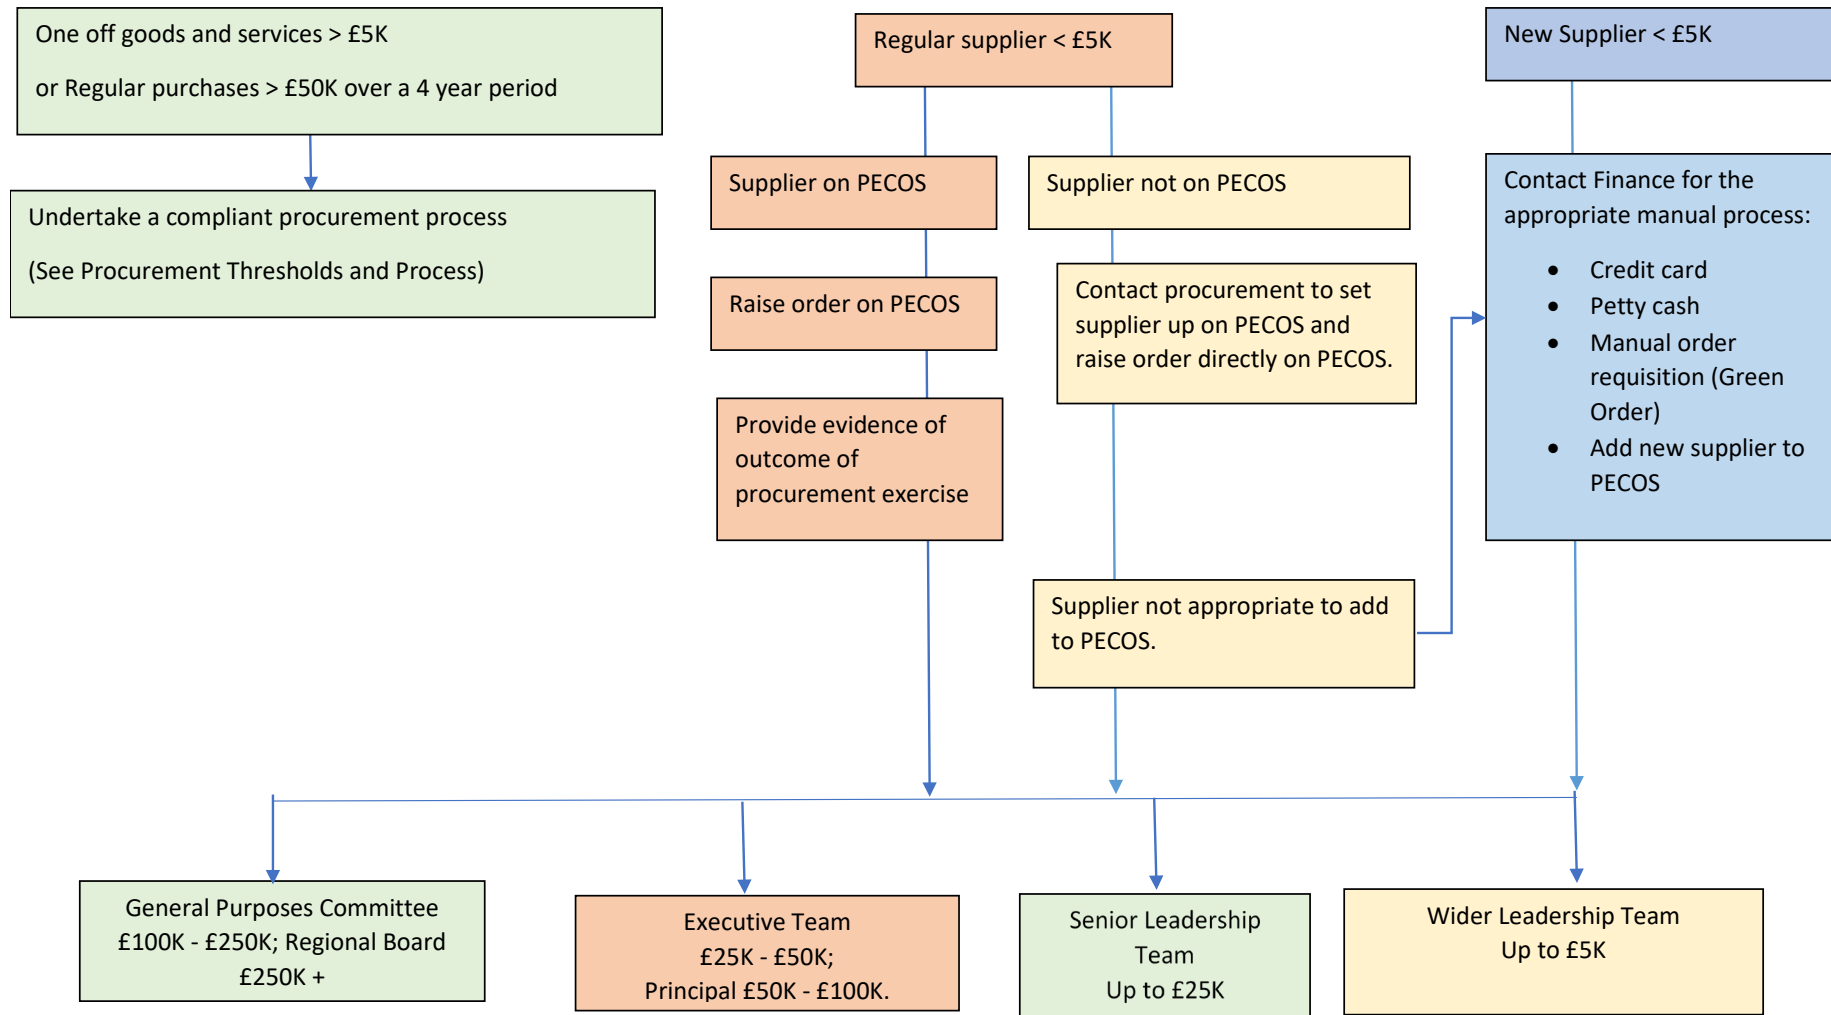 One off goods and services > £5K
or Regular purchases > £50K over a 4 year period
Undertake a compliant procurement process
(See Procurement Thresholds and Process)
Regular supplier < £5K
Supplier on PECOS
Raise order on PECOS
Provide evidence of
outcome of
procurement exercise
Supplier not on PECOS
Contact procurement to set
supplier up on PECOS and
raise order directly on PECOS.
Supplier not appropriate to add
to PECOS.
New Supplier < £5K
Contact Finance for the
appropriate manual process:
• Credit card
• Petty cash
• Manual order
requisition (Green
Order)
• Add new supplier to
PECOS
General Purposes Committee
£100K - £250K; Regional Board
£250K +
Executive Team
£25K - £50K;
Principal £50K - £100K.
Senior Leadership
Team
Up to £25K
Wider Leadership Team
Up to £5K